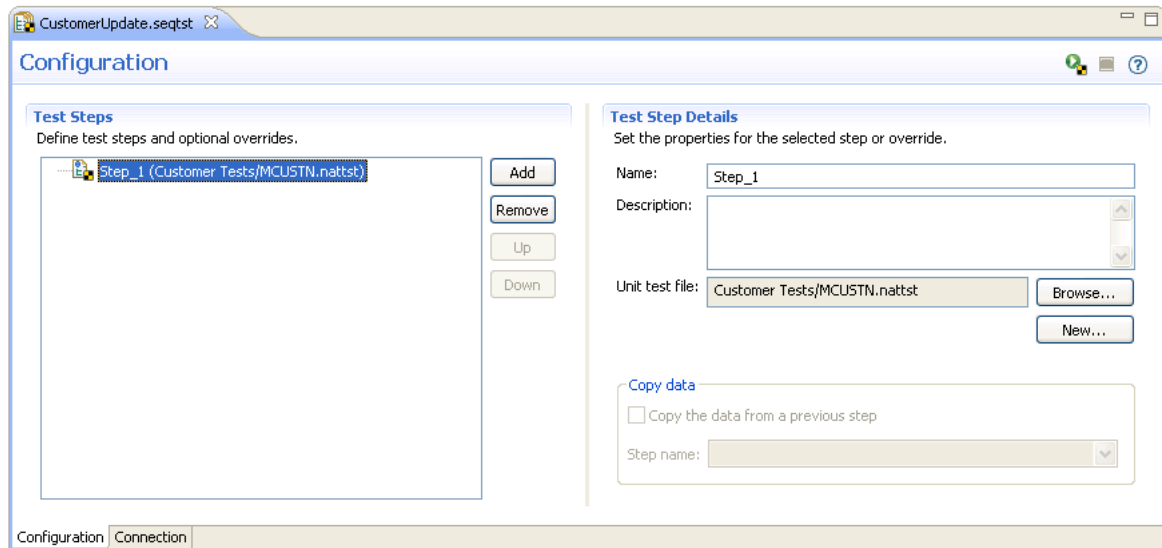 CustomerUpdate.seqtst
Configuration
Test Steps
Define test steps and optional overrides.
Step_1 (Customer Tests/MCUSTN.nattst)
Add
Remove
Up
Down
Test Step Details
Set the properties for the selected step or override.
Name: Step_1
Description:
Unit test file: Customer Tests/MCUSTN.nattst Browse...
New...
Copy data
Copy the data from a previous step
Step name:
Configuration Connection